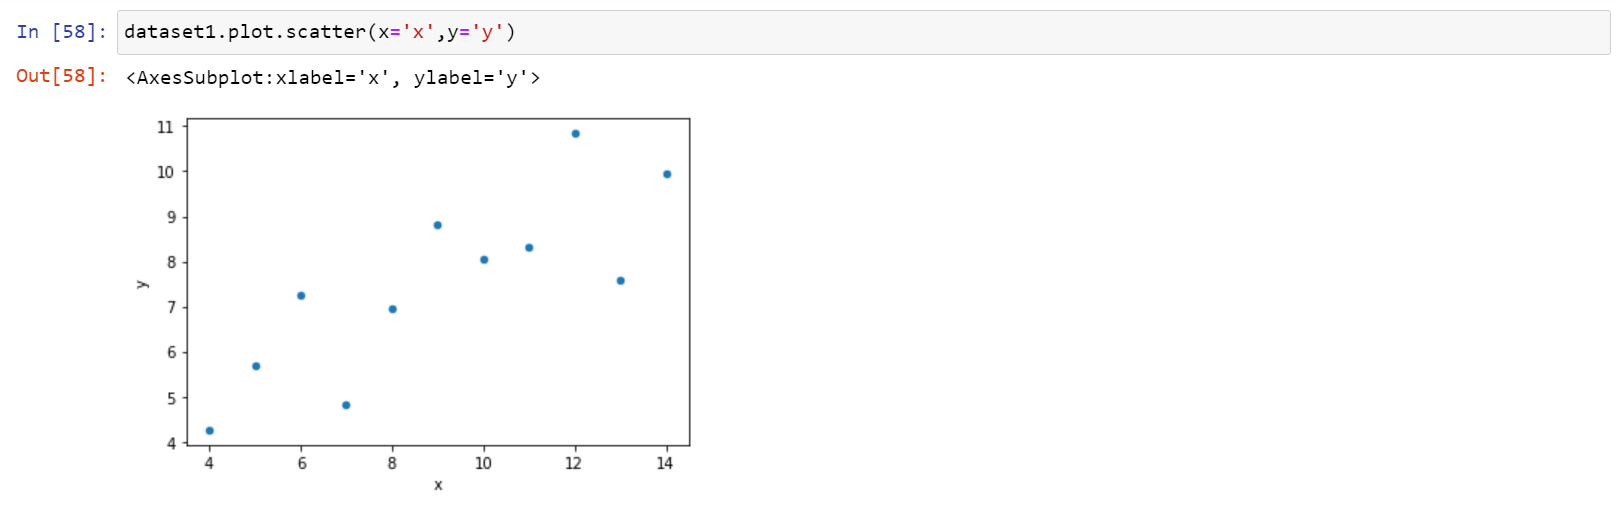 In [58]: dataset1.plot.scatter(x='x',y='y')
Out[58]: <AxesSubplot:xlabel='x', ylabel='y'>
11
10
9
8
7
6
5
4
y
4 6 8 10 12 14
x